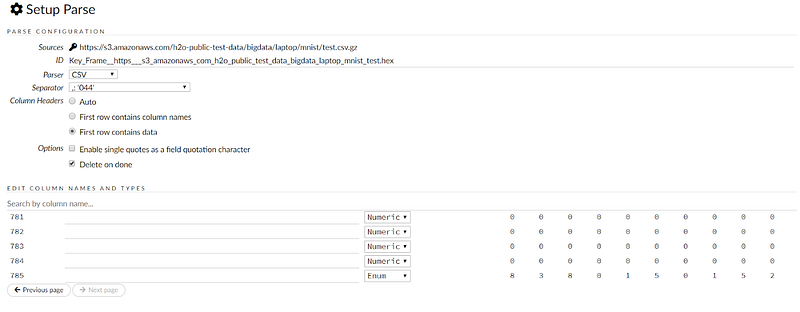 Setup Parse
PARSE CONFIGURATION
Sources https://s3.amazonaws.com/h2o-public-test-data/bigdata/laptop/mnist/test.csv.gz
ID Key_Frame__https___s3_amazonaws_com_h2o_public_test_data_bigdata_laptop_mnist_test.hex
Parser CSV
Separator ,: '044'
Column Headers Auto
First row contains column names
First row contains data
Options Enable single quotes as a field quotation character
Delete on done
EDIT COLUMN NAMES AND TYPES
Search by column name...
781 Numeric 0 0 0 0 0 0 0 0 0 0
782 Numeric 0 0 0 0 0 0 0 0 0 0
783 Numeric 0 0 0 0 0 0 0 0 0 0
784 Numeric 0 0 0 0 0 0 0 0 0 0
785 Enum 8 3 8 0 1 5 0 1 5 2
Previous page Next page